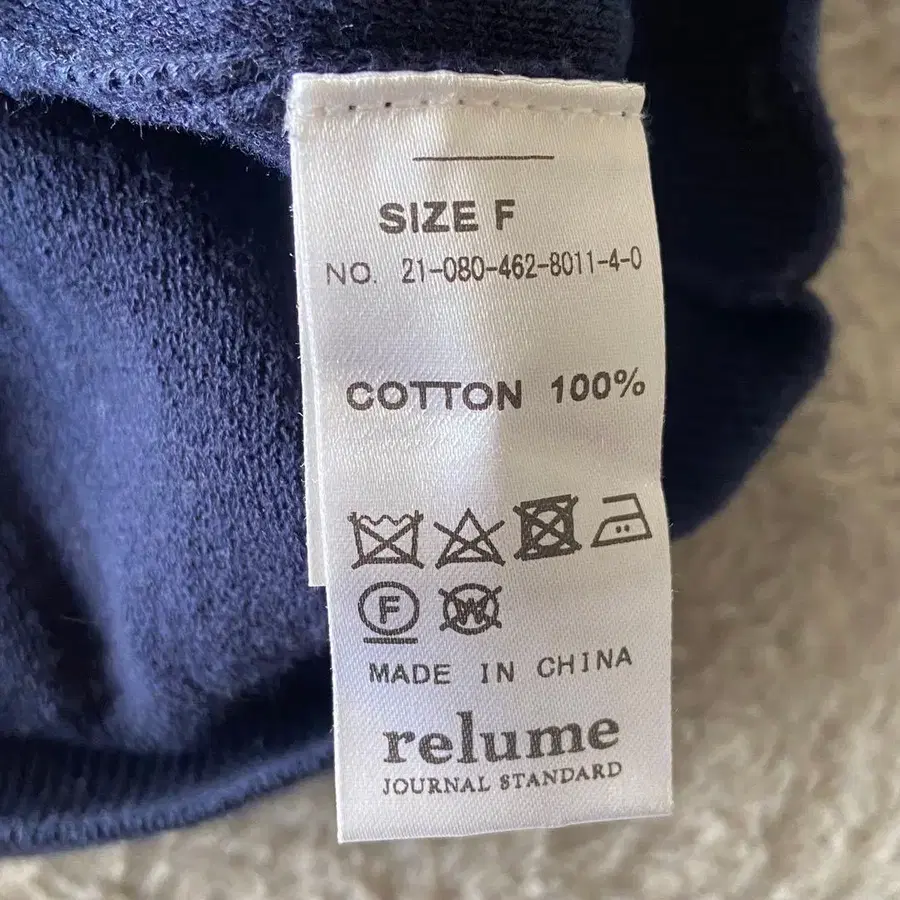 SIZE F
NO. 21-080-462-8011-4-0
COTTON 100%
F W
MADE IN CHINA
relume
JOURNAL STANDARD